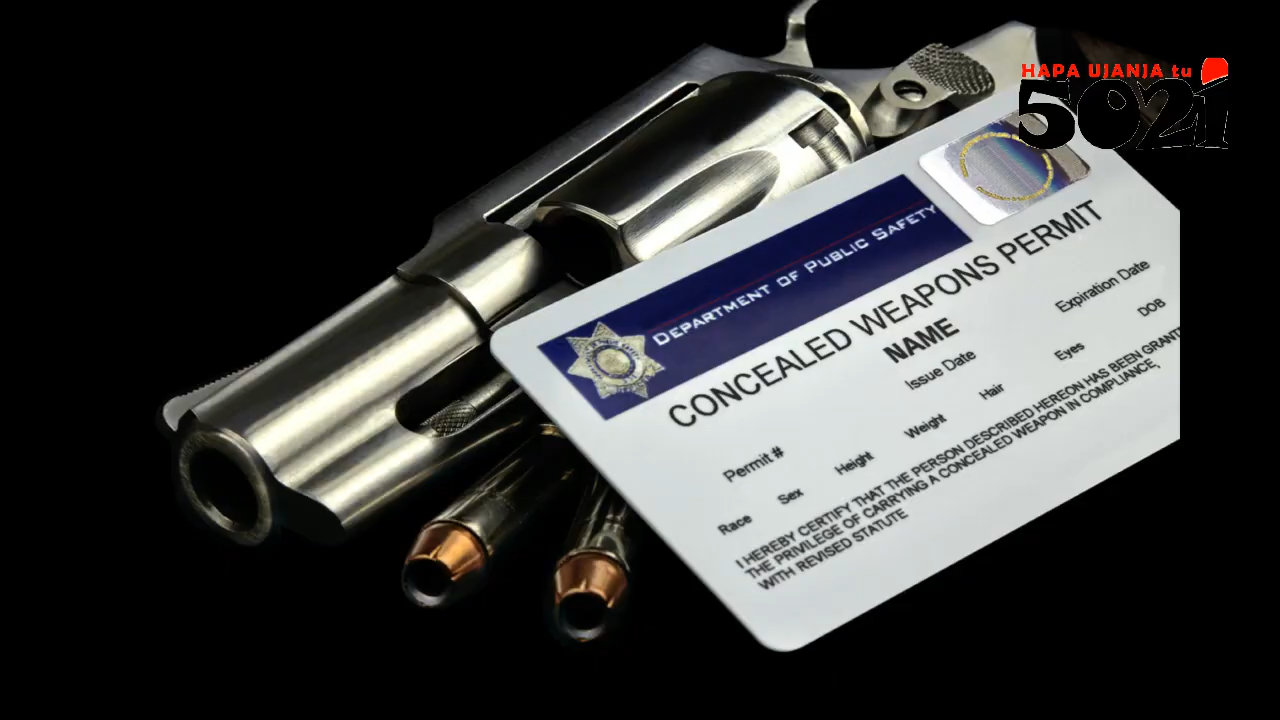 HAPA UJANJA tu
5021
DEPARTMENT OF PUBLIC SAFETY
CONCEALED WEAPONS PERMIT
NAME
Issue Date
Expiration Date
DOB
Permit #
Race
Sex
Height
Weight
Hair
Eyes
I HEREBY CERTIFY THAT THE PERSON DESCRIBED HEREON HAS BEEN
THE PRIVILEGE OF CARRYING A CONCEALED WEAPON IN COMPLIANCE,
WITH REVISED STATUTE